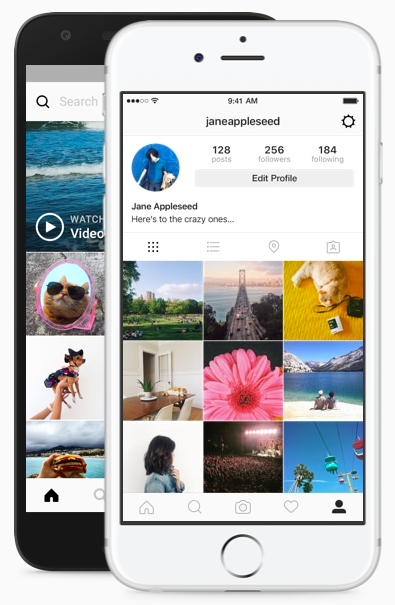 Search
WATCH
Video
9:41 AM
janeappleseed
128
posts
256
followers
184
following
Edit Profile
Jane Appleseed
Here's to the crazy ones...